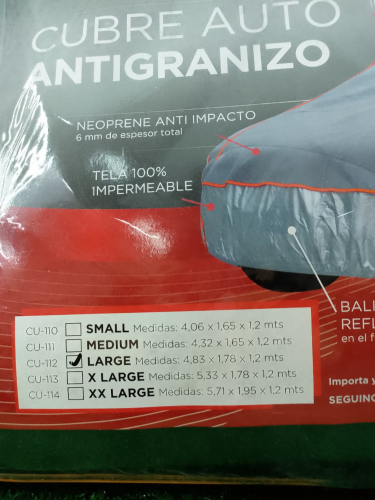 CUBRE AUTO
ANTIGRANIZO
NEOPRENE ANTI IMPACTO
6 mm de espesor total
TELA 100%
IMPERMEABLE
BAL
REFL
en el f
CU-110 SMALL Medidas: 4,06 x 1,65 x 1,2 mts
CU-111 MEDIUM Medidas: 4,32 x 1,65 x 1,2 mts
CU-112 LARGE Medidas: 4,83 x 1,78 x 1,2 mts
CU-113 X LARGE Medidas: 5,33 x 1,78 x 1,2 mts
CU-114 XX LARGE Medidas: 5,71 x 1,95 x 1,2 mts
Importa y
SEGUINO